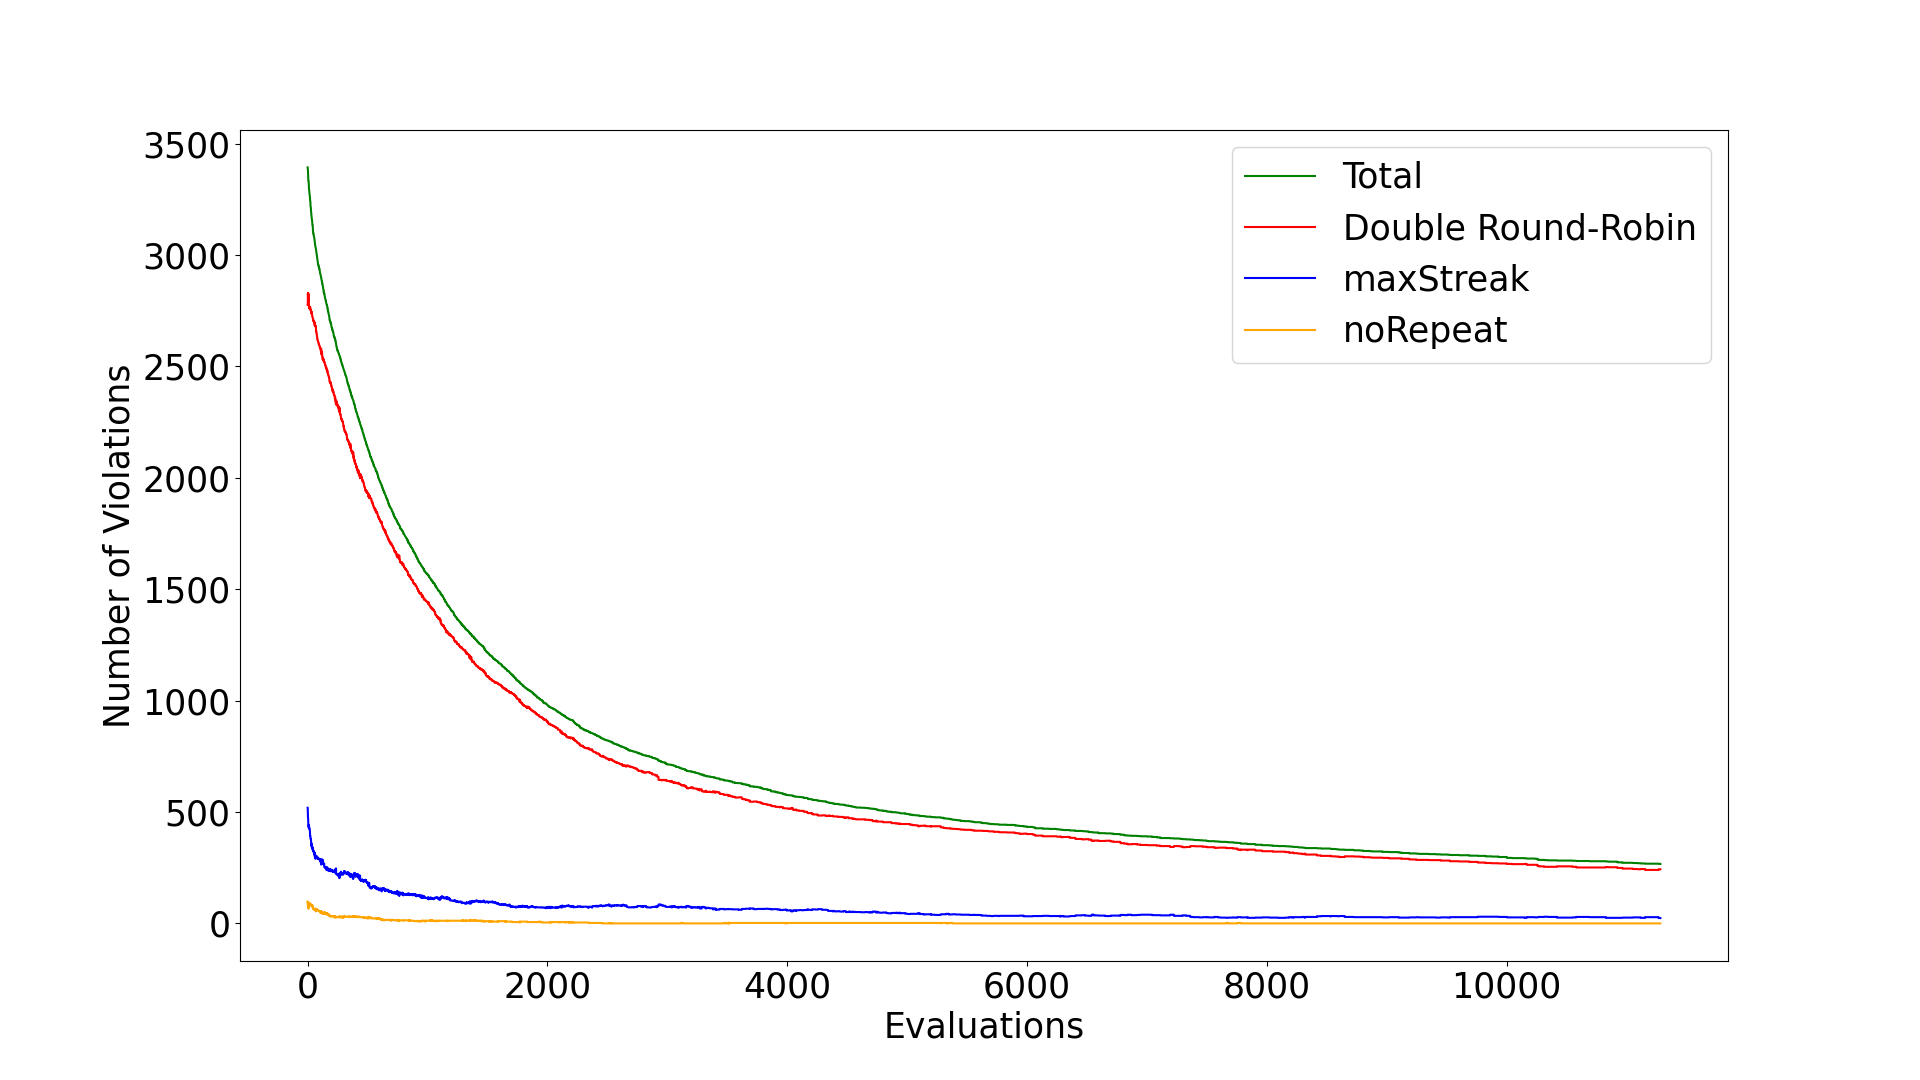 3500
3000
2500
2000
1500
1000
500
0
Number of Violations
0 2000 4000 6000 8000 10000
Evaluations
Total
Double Round-Robin
maxStreak
noRepeat